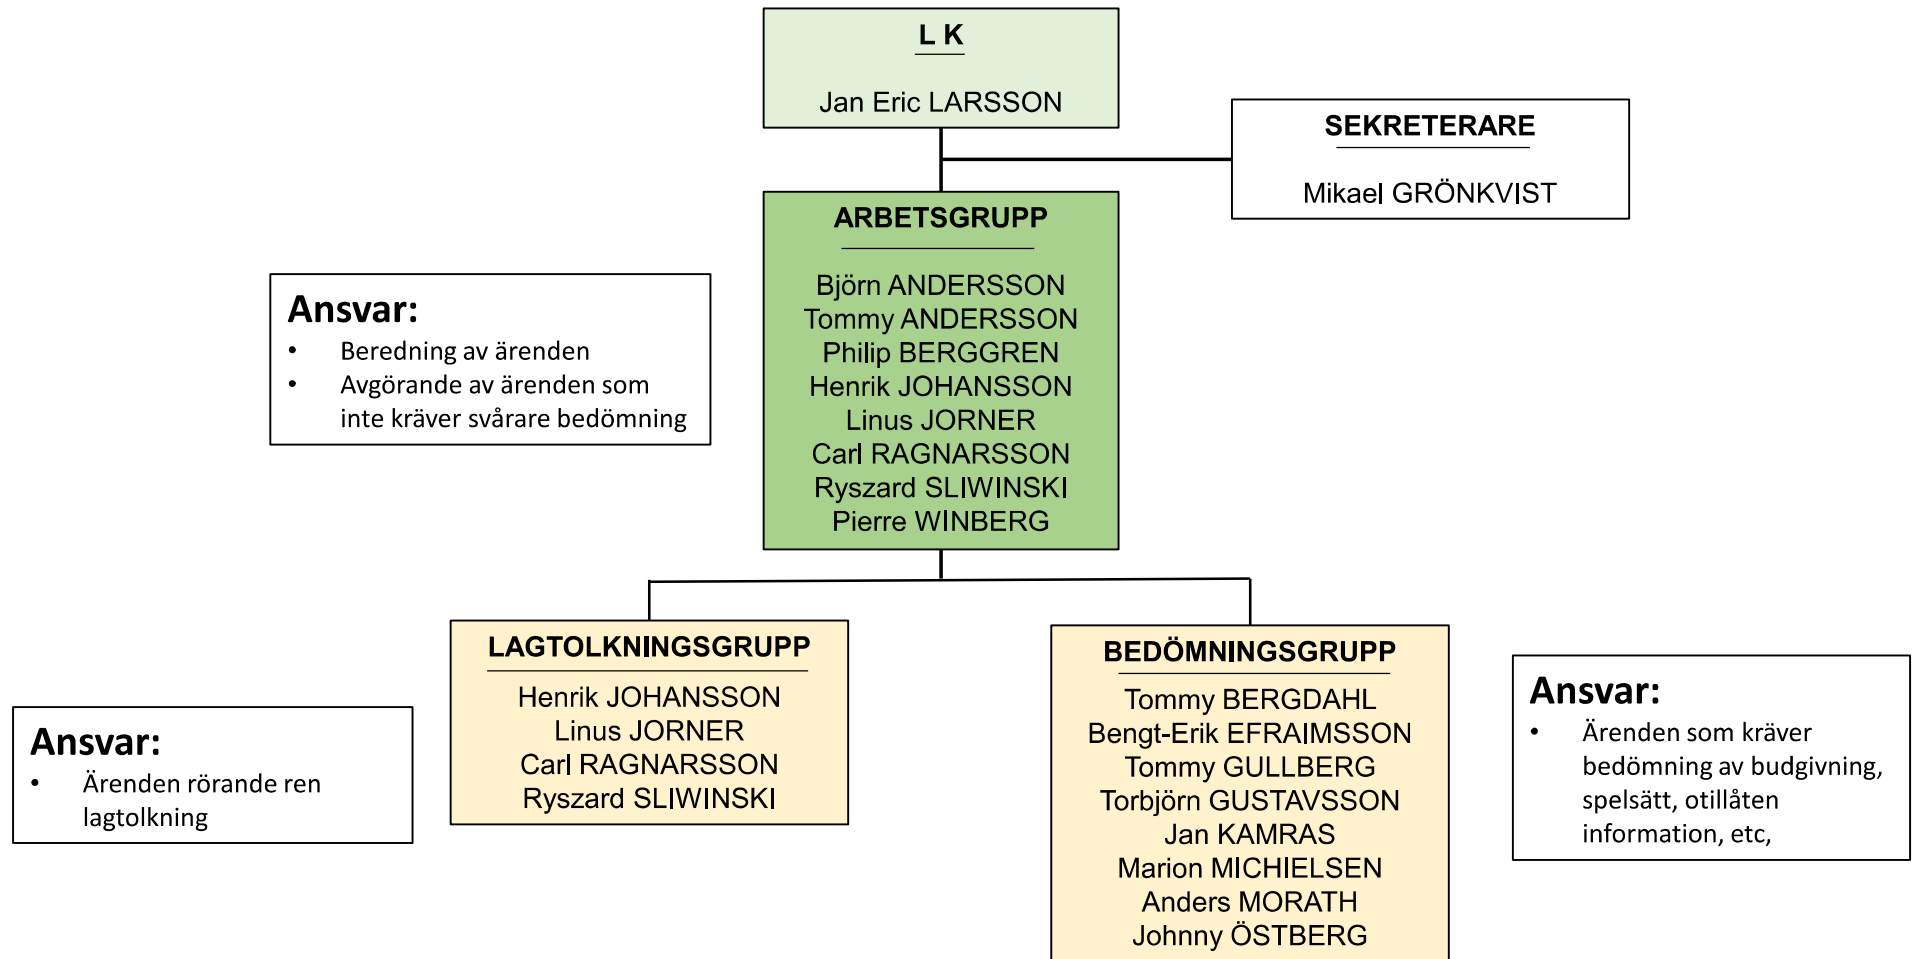 L K
Jan Eric LARSSON
SEKRETERARE
Mikael GRÖNKVIST
ARBETSGRUPP
Björn ANDERSSON
Tommy ANDERSSON
Philip BERGGREN
Henrik JOHANSSON
Linus JORNER
Carl RAGNARSSON
Ryszard SLIWINSKI
Pierre WINBERG
Ansvar:
• Beredning av ärenden
• Avgörande av ärenden som
inte kräver svårare bedömning
LAGTOLKNINGSGRUPP
Henrik JOHANSSON
Linus JORNER
Carl RAGNARSSON
Ryszard SLIWINSKI
Ansvar:
• Ärenden rörande ren
lagtolkning
BEDÖMNINGSGRUPP
Tommy BERGDAHL
Bengt-Erik EFRAIMSSON
Tommy GULLBERG
Torbjörn GUSTAVSSON
Jan KAMRAS
Marion MICHIELSEN
Anders MORATH
Johnny ÖSTBERG
Ansvar:
• Ärenden som kräver
bedömning av budgivning,
spelsätt, otillåten
information, etc,